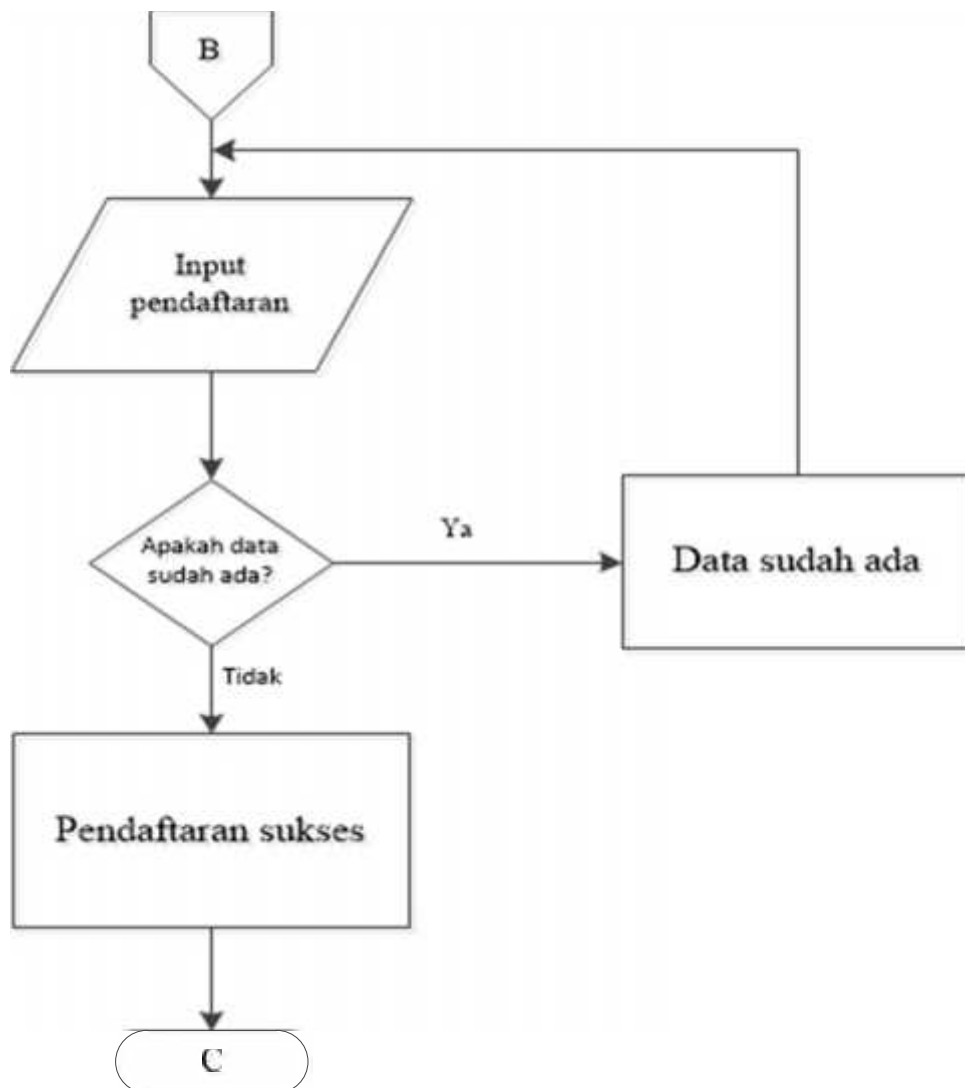 B
Input
pendaftaran
Apakah data
sudah ada?
Ya
Data sudah ada
Tidak
Pendaftaran sukses
C